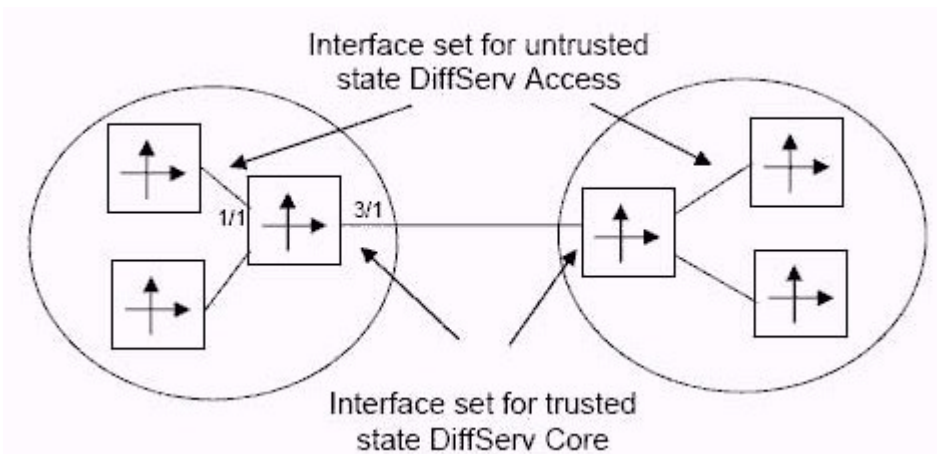 Interface set for untrusted
state DiffServ Access
1/1
3/1
Interface set for trusted
state DiffServ Core